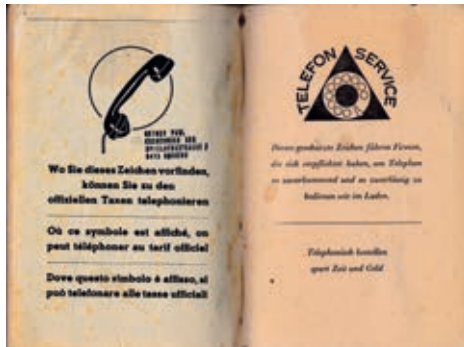 Wo Sie dieses Zeichen vorfinden,
können Sie zu den
offiziellen Taxen telephonieren
Où ce symbole est affiché, on
peut téléphoner au tarif officiel
Dove questo simbolo è affisso, si
può telefonare alle tasse ufficiali
TELEFON SERVICE
Dieses geschützte Zeichen führen Firmen,
die sich verpflichtet haben, am Telephon
so zuvorkommend und so zuverlässig zu
bedienen wie im Laden.
Telephonisch bestellen
spart Zeit und Geld